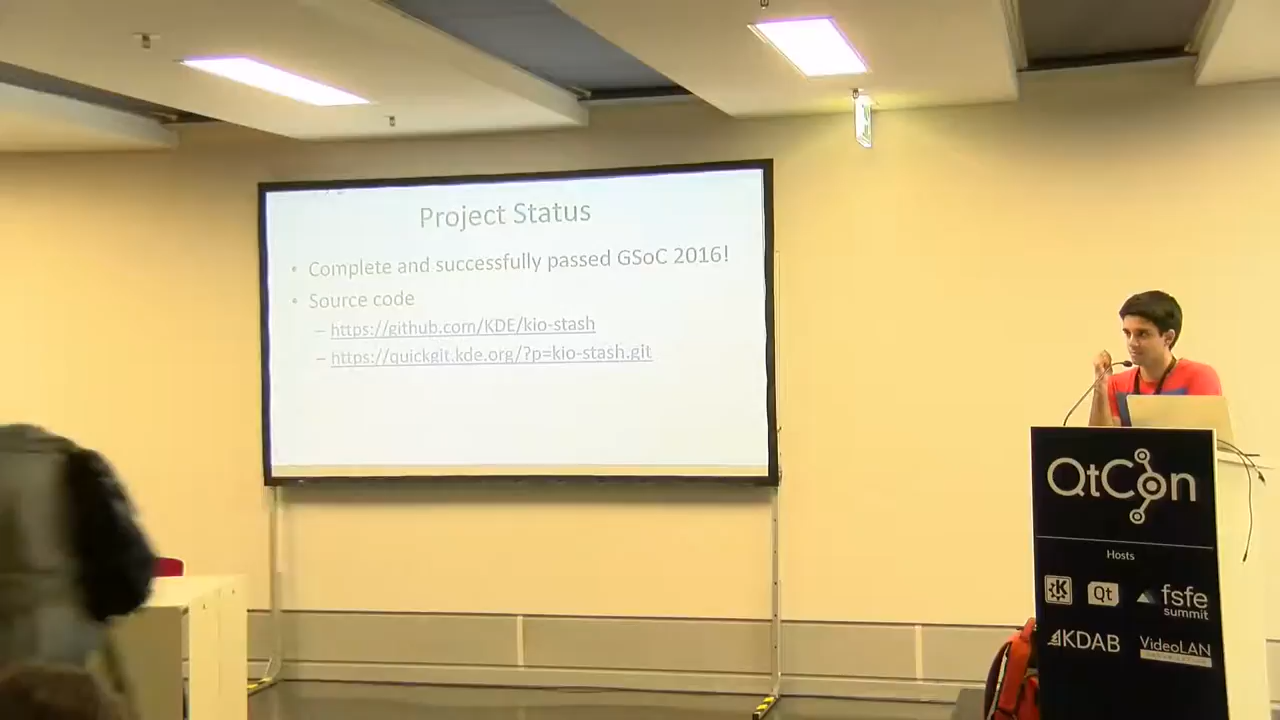 Project Status
• Complete and successfully passed GSoC 2016!
• Source code
– https://github.com/KDE/kio-stash
– https://quickgit.kde.org/?p=kio-stash.git
QtCon
Hosts
K
Qt
fsfe
summit
KDAB
VideoLAN